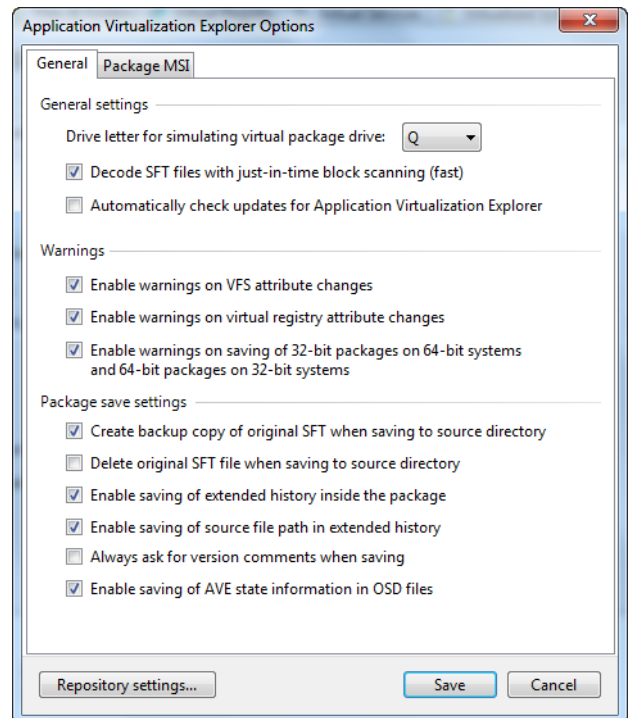 Application Virtualization Explorer Options
General
Package MSI
General settings
Drive letter for simulating virtual package drive:
Q
Decode SFT files with just-in-time block scanning (fast)
Automatically check updates for Application Virtualization Explorer
Warnings
Enable warnings on VFS attribute changes
Enable warnings on virtual registry attribute changes
Enable warnings on saving of 32-bit packages on 64-bit systems
and 64-bit packages on 32-bit systems
Package save settings
Create backup copy of original SFT when saving to source directory
Delete original SFT file when saving to source directory
Enable saving of extended history inside the package
Enable saving of source file path in extended history
Always ask for version comments when saving
Enable saving of AVE state information in OSD files
Repository settings...
Save
Cancel